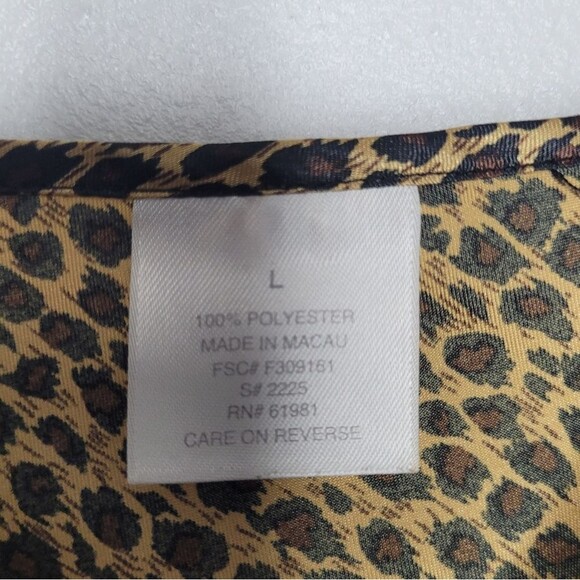 L
100% POLYESTER
MADE IN MACAU
FSC# F309161
S# 2225
RN# 61981
CARE ON REVERSE